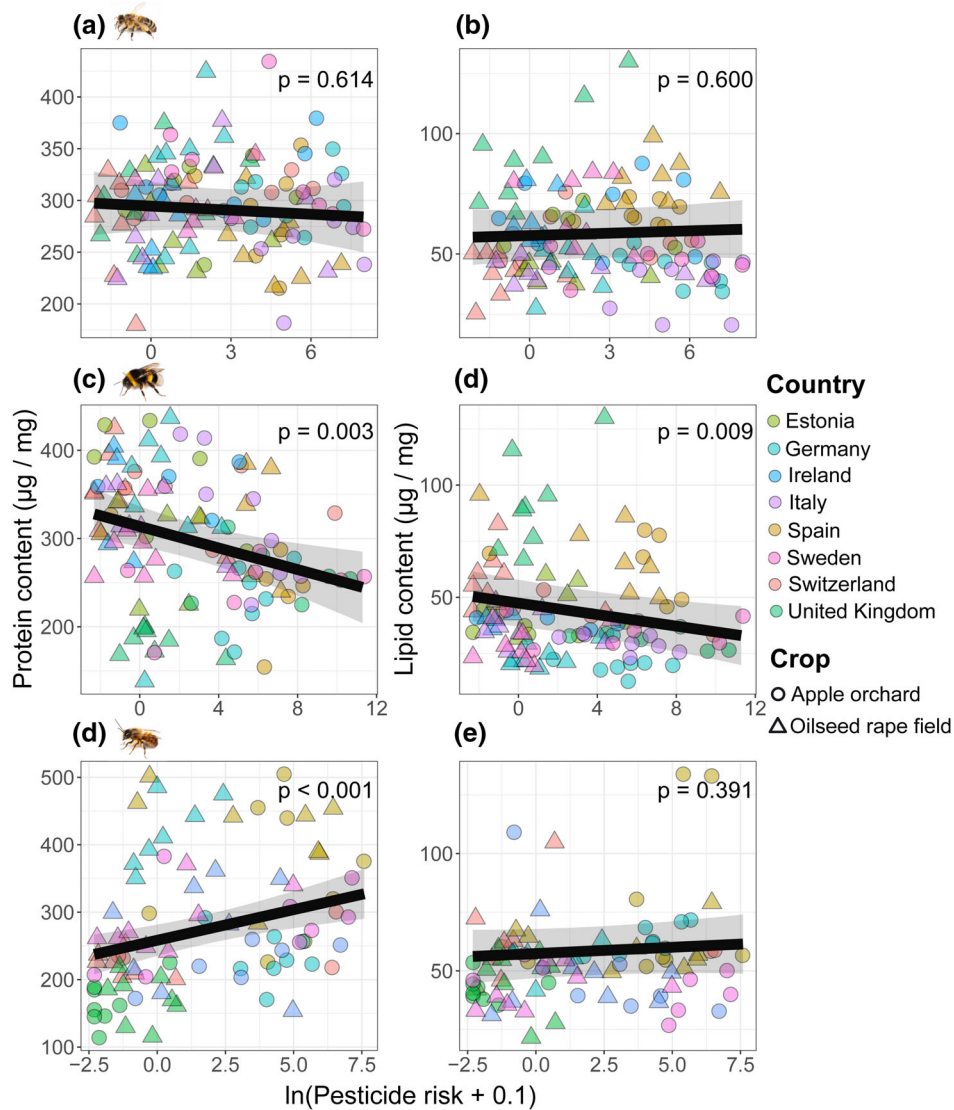 (a)
(b)
p = 0.614
p = 0.600
400
350
300
250
200
100
50
0
3
6
0
3
6
(c)
(d)
p = 0.003
p = 0.009
400
300
200
100
50
0
4
8
12
0
4
8
12
Protein content (µg / mg)
Lipid content (µg / mg)
Country
Estonia
Germany
Ireland
Italy
Spain
Sweden
Switzerland
United Kingdom
Crop
Apple orchard
Oilseed rape field
(d)
(e)
p < 0.001
p = 0.391
500
400
300
200
100
100
50
−2.5
0.0
2.5
5.0
7.5
−2.5
0.0
2.5
5.0
7.5
ln(Pesticide risk + 0.1)